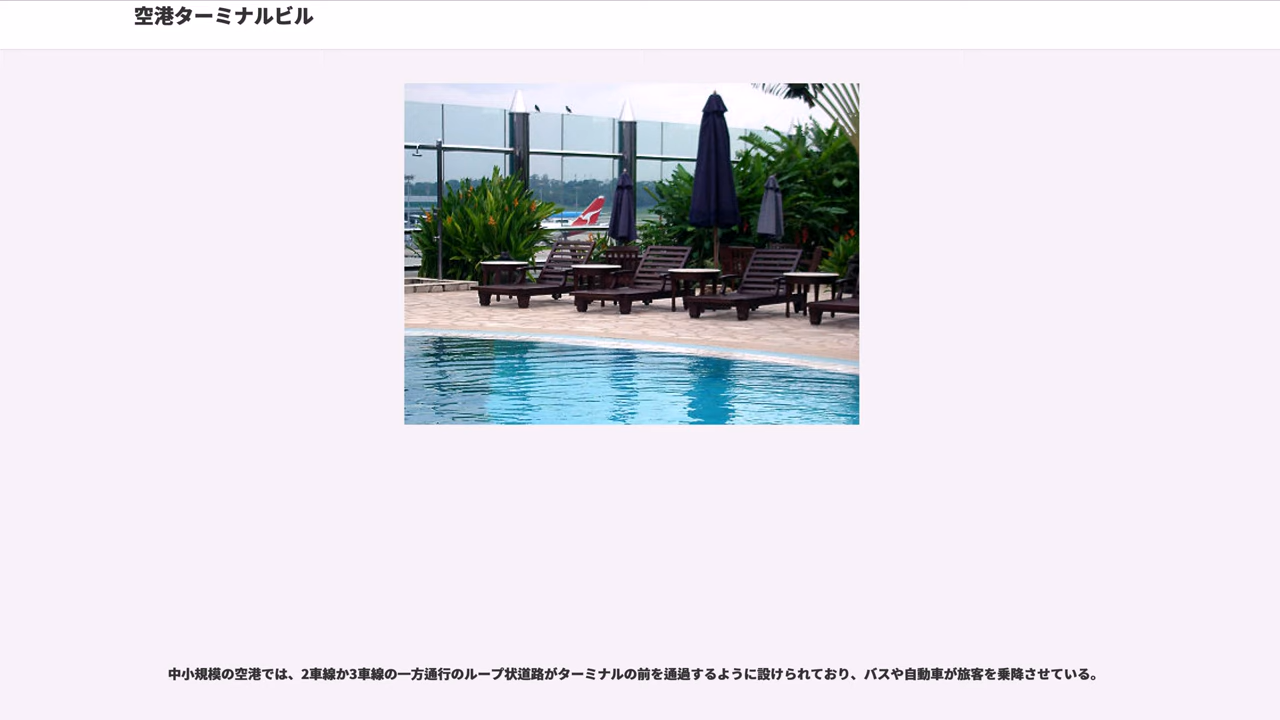 空港ターミナルビル
中小規模の空港では、2車線か3車線の一方通行のループ状道路がターミナルの前を通過するように設けられており、バスや自動車が旅客を乗降させている。